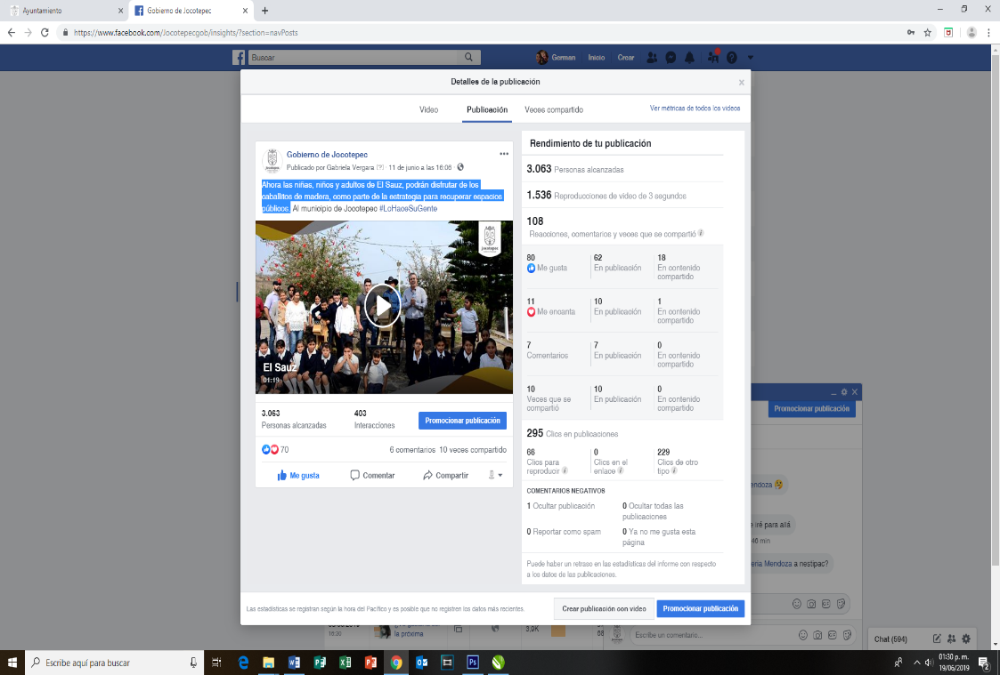 Ayuntamiento
Gobierno de Jocotepec
https://www.facebook.com/Jocotepecgob/insights/?section=navPosts
Buscar
German Inicio Crear
Detalles de la publicación
Video Publicación Veces compartido Ver métricas de todos los videos
Gobierno de Jocotepec
Publicado por Gabriela Vergara [?] · 11 de junio a las 16:06 ·
Ahora las niñas, niños y adultos de El Sauz, podrán disfrutar de los
caballitos de madera, como parte de la estrategia para recuperar espacios
públicos. Al municipio de Jocotepec #LoHaceSuGente
Jocotepec
El Sauz
01:19
3.063 403
Personas alcanzadas Interacciones
Promocionar publicación
70 6 comentarios 10 veces compartido
Me gusta Comentar Compartir
Rendimiento de tu publicación
3.063 Personas alcanzadas
1.536 Reproducciones de video de 3 segundos
108
Reacciones, comentarios y veces que se compartió
80 62 18
Me gusta En publicación En contenido
compartido
11 10 1
Me encanta En publicación En contenido
compartido
7 7 0
Comentarios En publicación En contenido
compartido
10 10 0
Veces que se En publicación En contenido
compartió compartido
295 Clics en publicaciones
66 0 229
Clics para Clics en el Clics de otro
reproducir enlace tipo
COMENTARIOS NEGATIVOS
1 Ocultar publicación 0 Ocultar todas las
publicaciones
0 Reportar como spam 0 Ya no me gusta esta
página
Puede haber un retraso en las estadísticas del informe con respecto
a los datos de las publicaciones.
Las estadísticas se registran según la hora del Pacífico y es posible que no registren los datos más recientes.
Crear publicación con video Promocionar publicación
Promocionar publicación
endoza
e iré para allá
46 min
eria Mendoza a nestipac?
16:20
la próxima
3,9K
68
Escribe un comentario...
Chat (594)
Escribe aquí para buscar
01:30 p. m.
19/06/2019
2